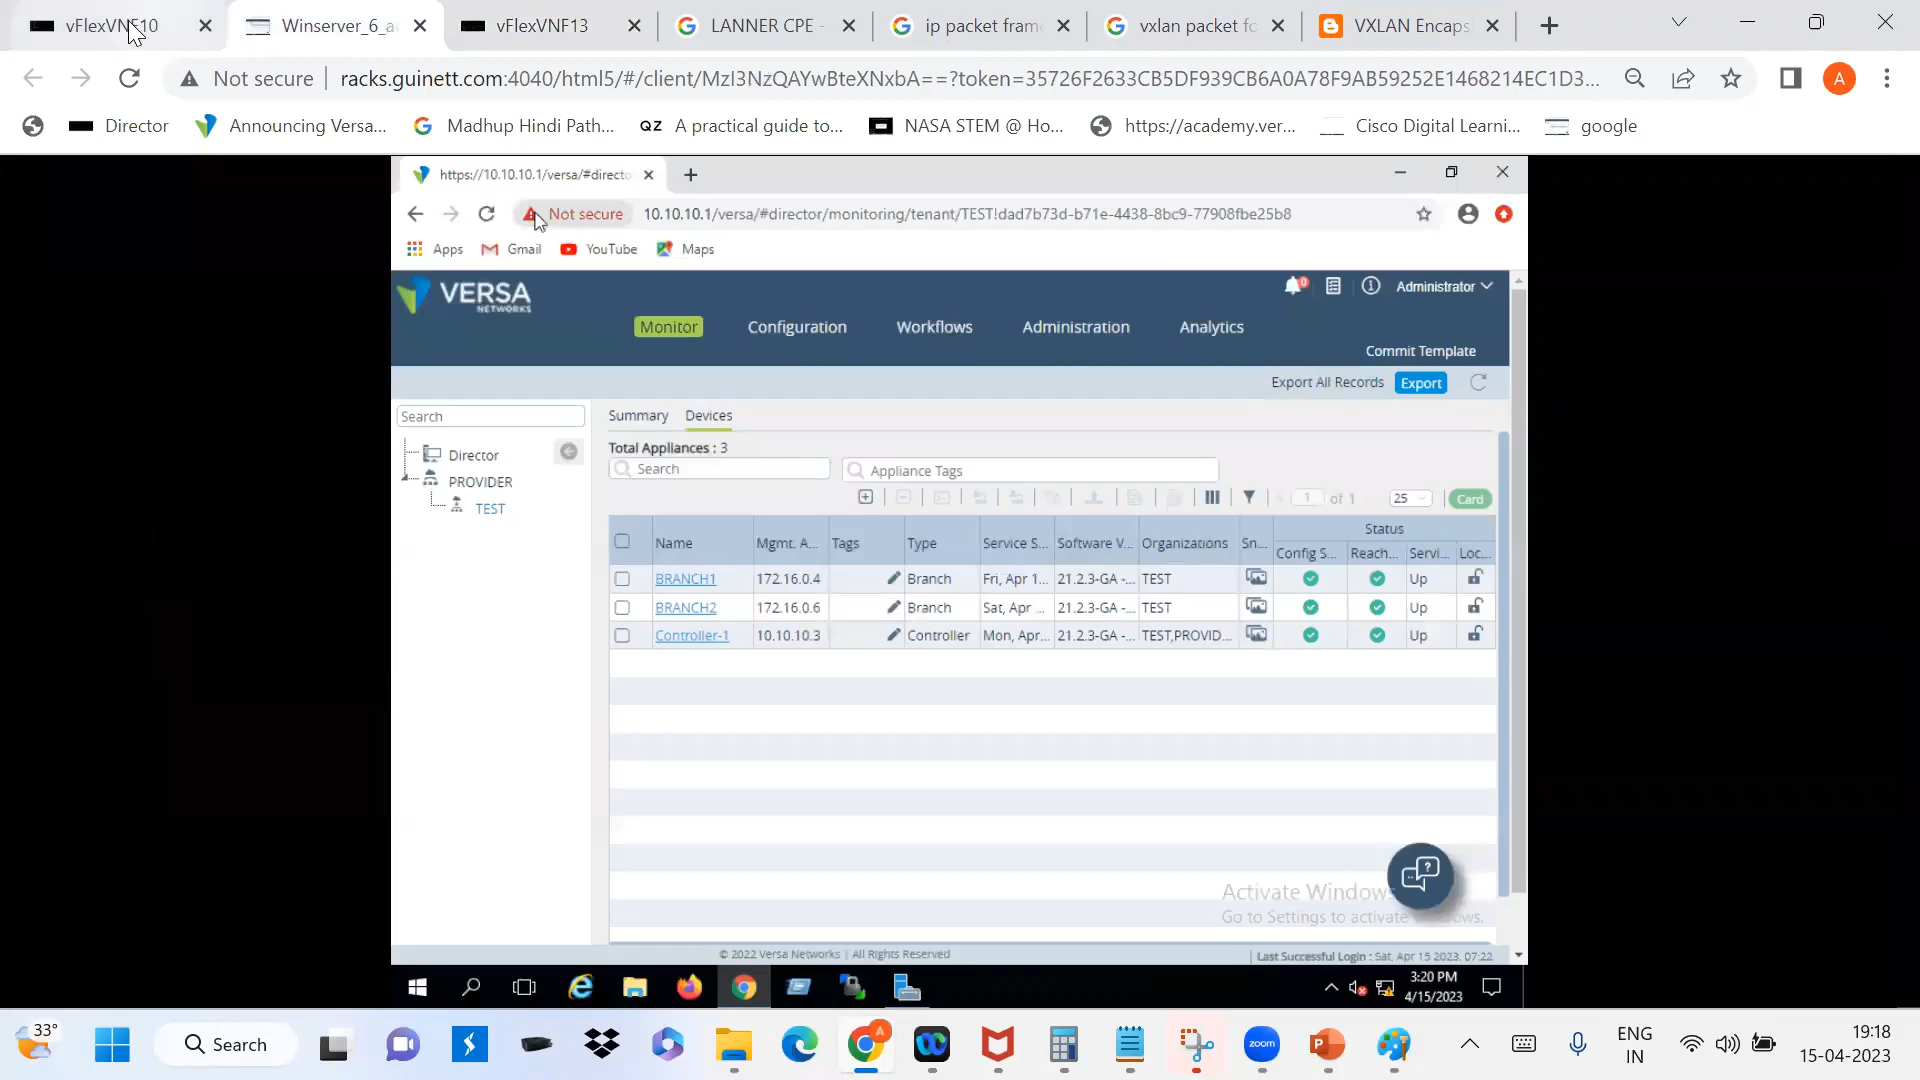 vFlexVNF10
Winserver_6_a
vFlexVNF13
LANNER CPE -
ip packet fram
vxlan packet fo
VXLAN Encaps
Not secure
racks.guinett.com:4040/html5/#/client/MzI3NzQAYwBteXNxbA==?token=35726F2633CB5DF939CB6A0A78F9AB59252E1468214EC1D3...
A
Director
Announcing Versa...
Madhup Hindi Path...
QZ A practical guide to...
NASA STEM @ Ho...
https://academy.ver...
Cisco Digital Learni...
google
https://10.10.10.1/versa/#directo
Not secure
10.10.10.1/versa/#director/monitoring/tenant/TEST!dad7b73d-b71e-4438-8bc9-77908fbe25b8
Apps Gmail YouTube Maps
VERSA
NETWORKS
0
Administrator
Monitor Configuration Workflows Administration Analytics
Commit Template
Export All Records Export
Search
Director
PROVIDER
TEST
Summary Devices
Total Appliances : 3
Search
Appliance Tags
1 of 1
25
Card
Status
Name Mgmt. A... Tags Type Service S... Software V... Organizations Sn... Config S... Reach... Servi... Loc...
BRANCH1 172.16.0.4 Branch Fri, Apr 1... 21.2.3-GA -... TEST Up
BRANCH2 172.16.0.6 Branch Sat, Apr ... 21.2.3-GA -... TEST Up
Controller-1 10.10.10.3 Controller Mon, Apr... 21.2.3-GA -... TEST,PROVID... Up
Activate Windows
Go to Settings to activate
© 2022 Versa Networks | All Rights Reserved
Last Successful Login : Sat, Apr 15 2023, 07:22
3:20 PM
4/15/2023
33°
Search
zoom
ENG
IN
19:18
15-04-2023